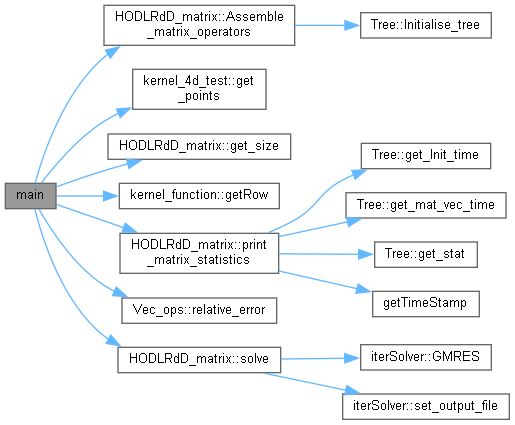 main
HODLRdD_matrix::Assemble
_matrix_operators
Tree::Initialise_tree
kernel_4d_test::get
_points
HODLRdD_matrix::get_size
kernel_function::getRow
HODLRdD_matrix::print
_matrix_statistics
Tree::get_Init_time
Tree::get_mat_vec_time
Tree::get_stat
getTimeStamp
Vec_ops::relative_error
HODLRdD_matrix::solve
iterSolver::GMRES
iterSolver::set_output_file